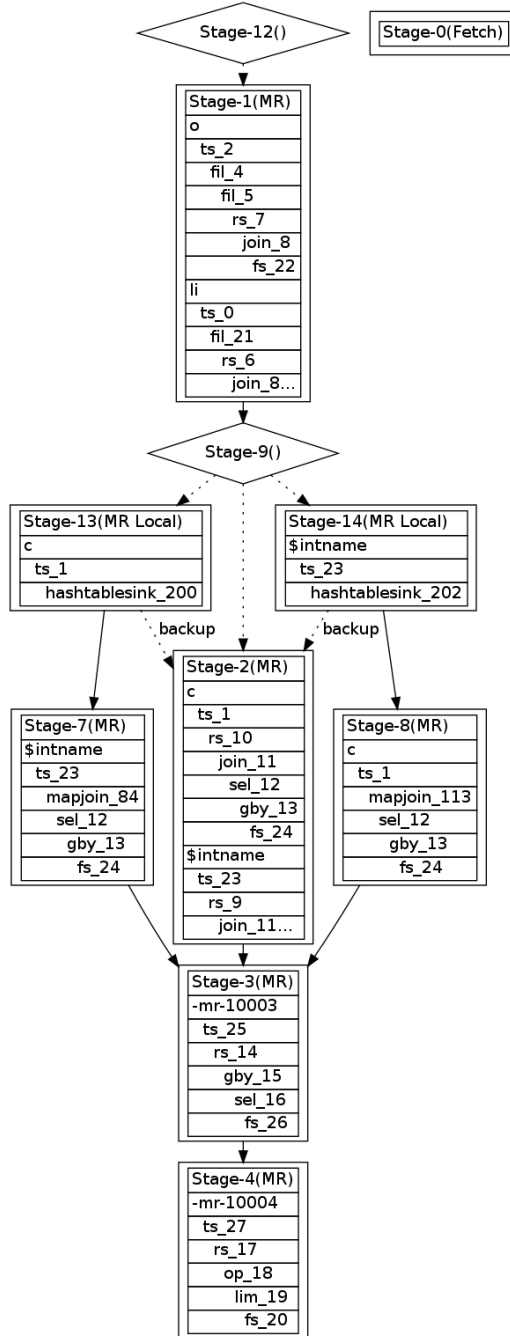 Stage-12()
Stage-0(Fetch)
Stage-1(MR)
o
ts_2
fil_4
fil_5
rs_7
join_8
fs_22
li
ts_0
fil_21
rs_6
join_8...
Stage-9()
Stage-13(MR Local)
c
ts_1
hashtablesink_200
Stage-14(MR Local)
$intname
ts_23
hashtablesink_202
backup
backup
Stage-7(MR)
$intname
ts_23
mapjoin_84
sel_12
gby_13
fs_24
Stage-2(MR)
c
ts_1
rs_10
join_11
sel_12
gby_13
fs_24
$intname
ts_23
rs_9
join_11...
Stage-8(MR)
c
ts_1
mapjoin_113
sel_12
gby_13
fs_24
Stage-3(MR)
-mr-10003
ts_25
rs_14
gby_15
sel_16
fs_26
Stage-4(MR)
-mr-10004
ts_27
rs_17
op_18
lim_19
fs_20